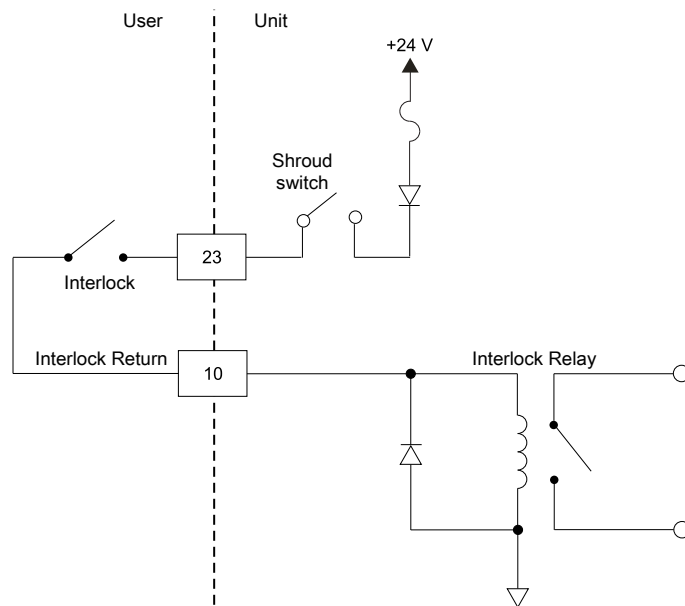 User
Unit
+24 V
Shroud
switch
23
Interlock
Interlock Return
10
Interlock Relay